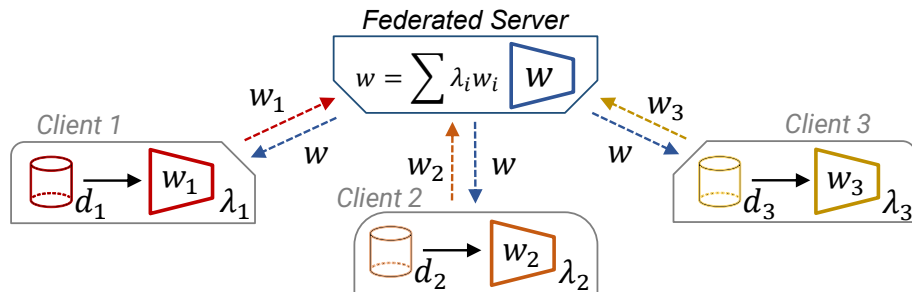 Federated Server
w = ∑ λᵢwᵢ
w
w₁
w
w₂
w
w₃
w
Client 1
d₁
w₁
λ₁
Client 2
d₂
w₂
λ₂
Client 3
d₃
w₃
λ₃